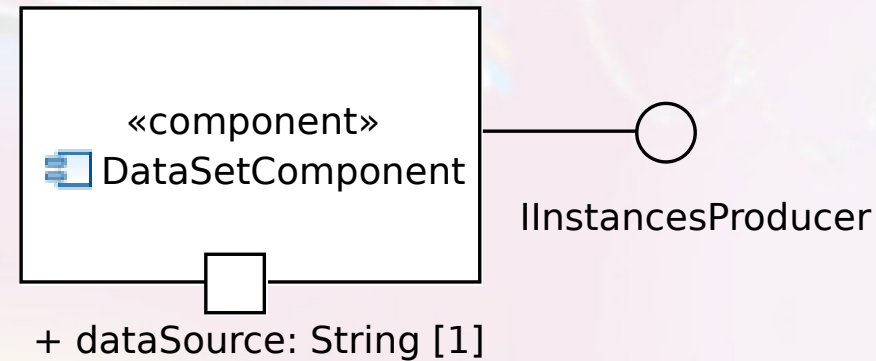 «component»
DataSetComponent
IInstancesProducer
+ dataSource: String [1]